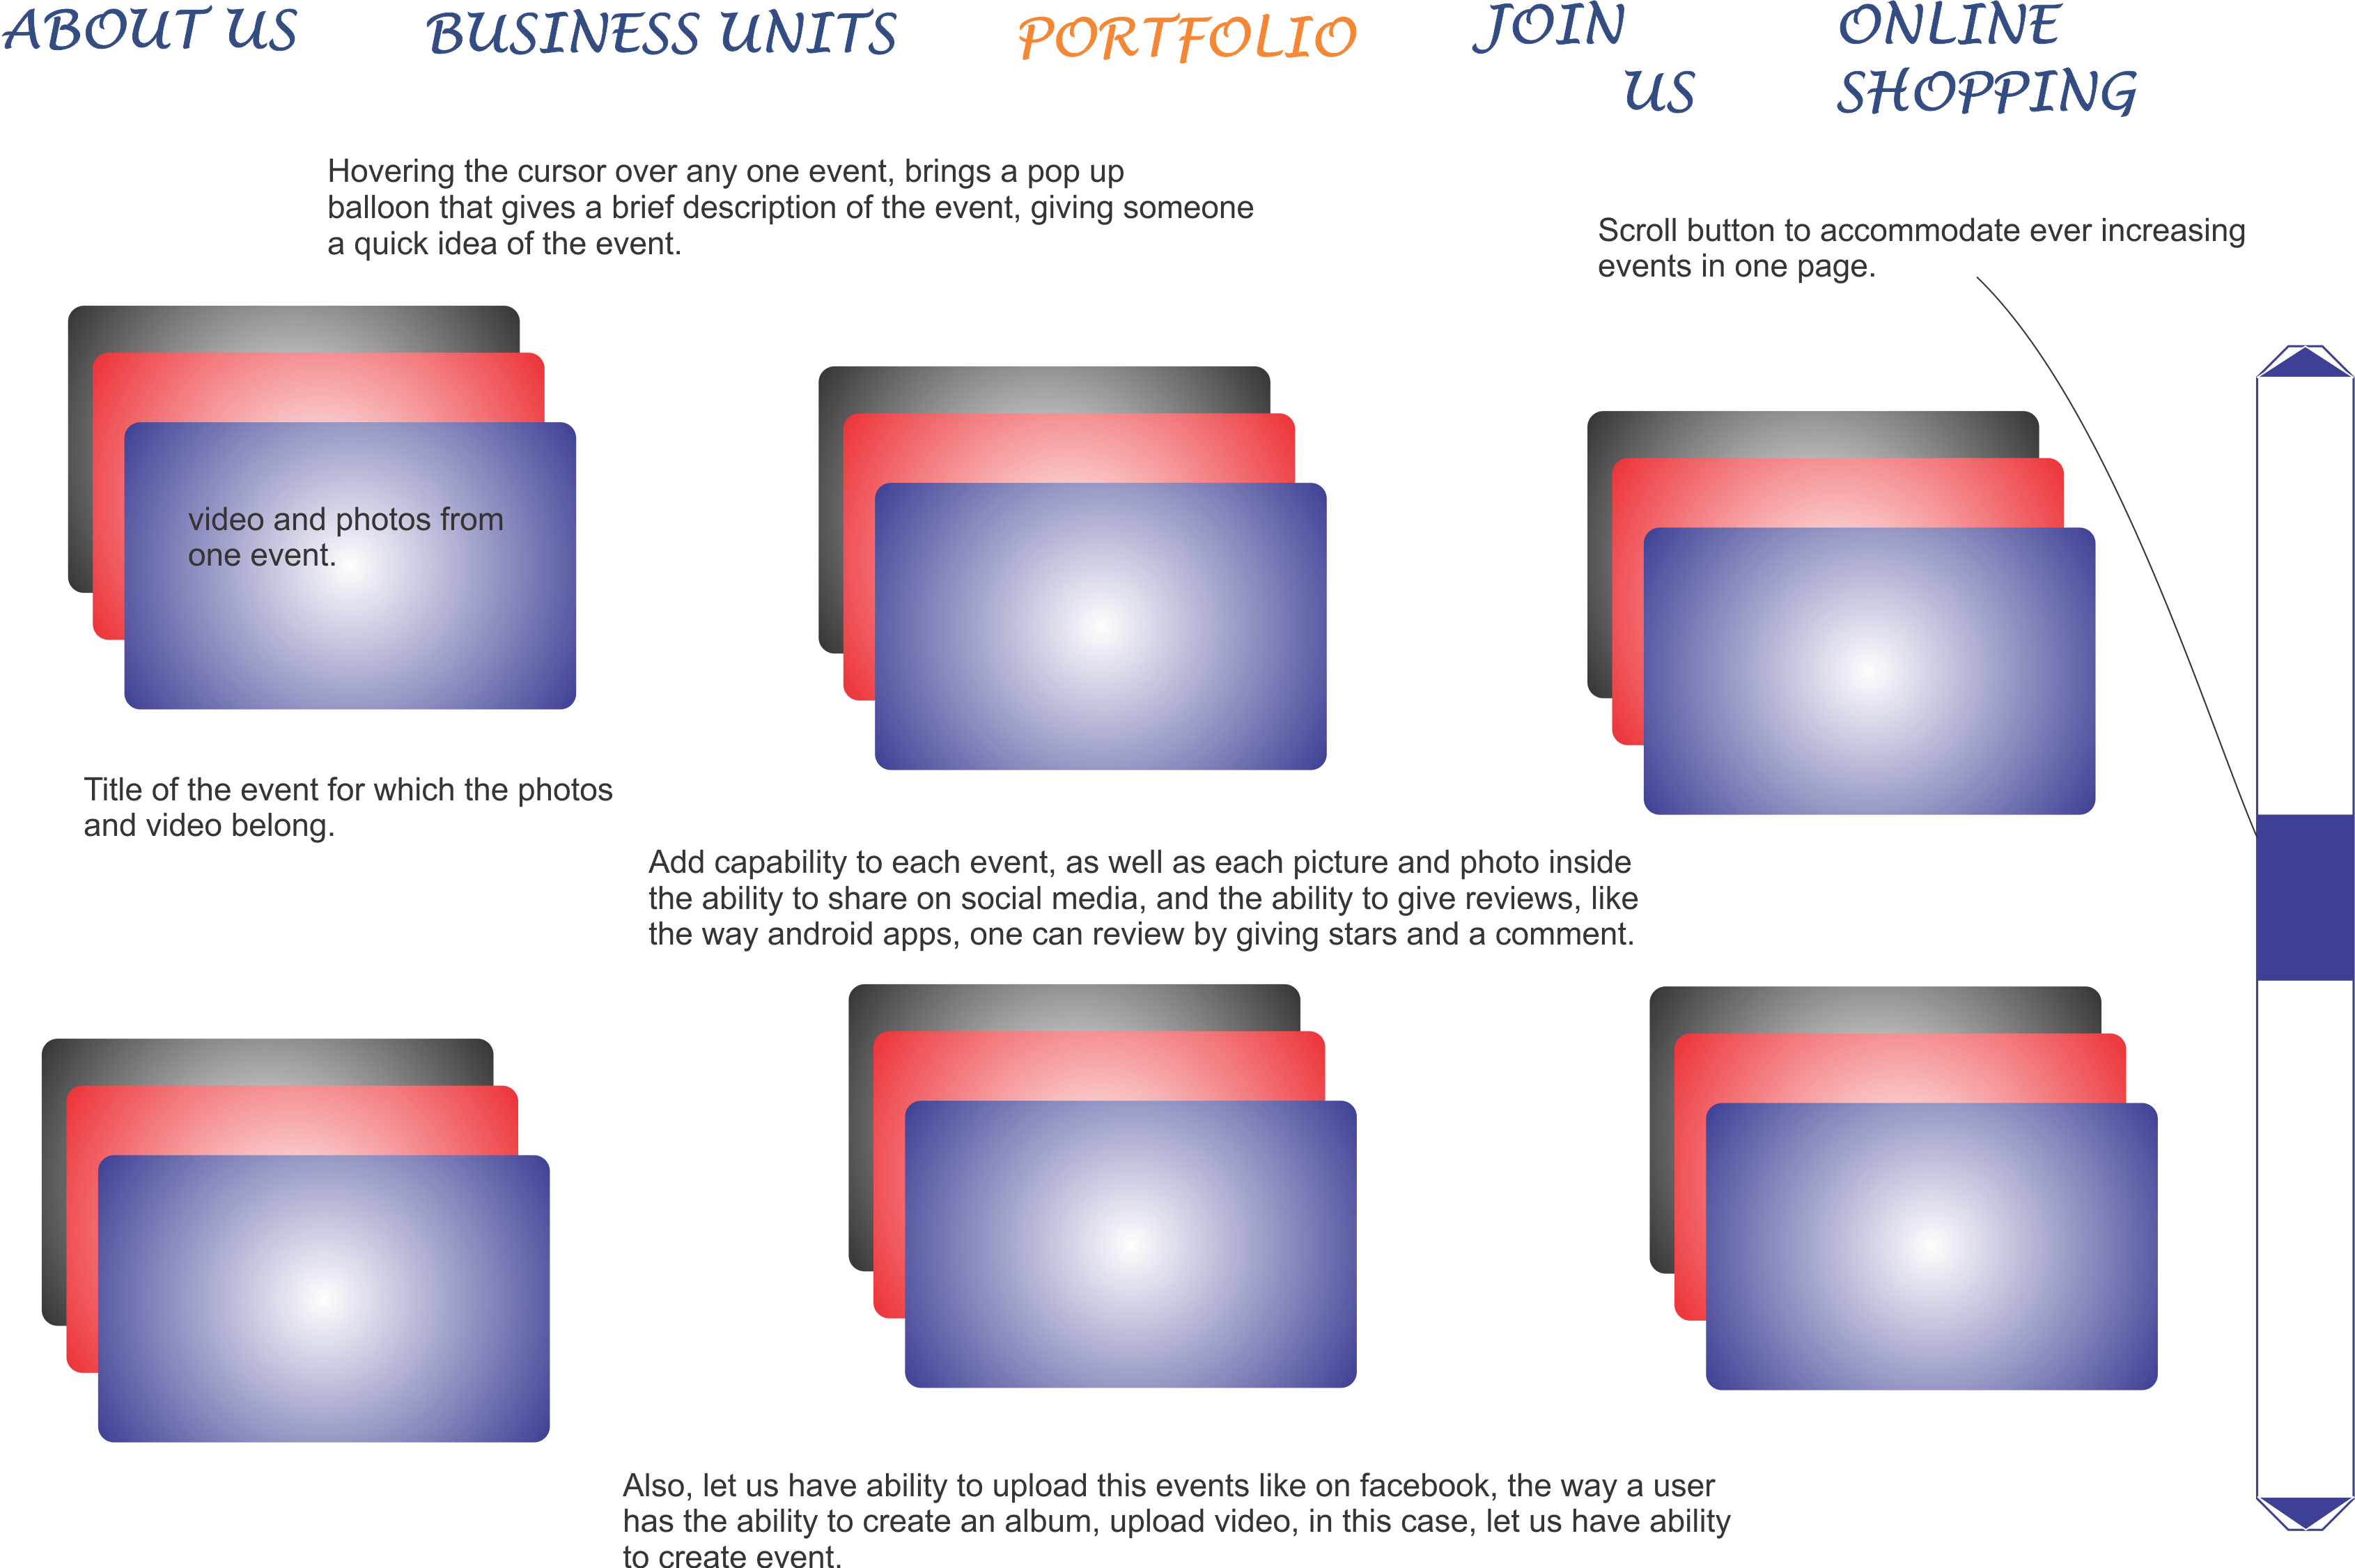 ABOUT US
BUSINESS UNITS
PORTFOLIO
JOIN
US
ONLINE
SHOPPING
Hovering the cursor over any one event, brings a pop up
balloon that gives a brief description of the event, giving someone
a quick idea of the event.
Scroll button to accommodate ever increasing
events in one page.
video and photos from
one event.
Title of the event for which the photos
and video belong.
Add capability to each event, as well as each picture and photo inside
the ability to share on social media, and the ability to give reviews, like
the way android apps, one can review by giving stars and a comment.
Also, let us have ability to upload this events like on facebook, the way a user
has the ability to create an album, upload video, in this case, let us have ability
to create event.